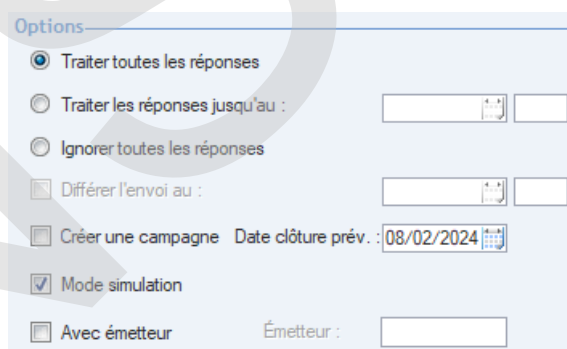 Options
Traiter toutes les réponses
Traiter les réponses jusqu'au :
Ignorer toutes les réponses
Différer l'envoi au :
Créer une campagne Date clôture prév. : 08/02/2024
Mode simulation
Avec émetteur Émetteur :